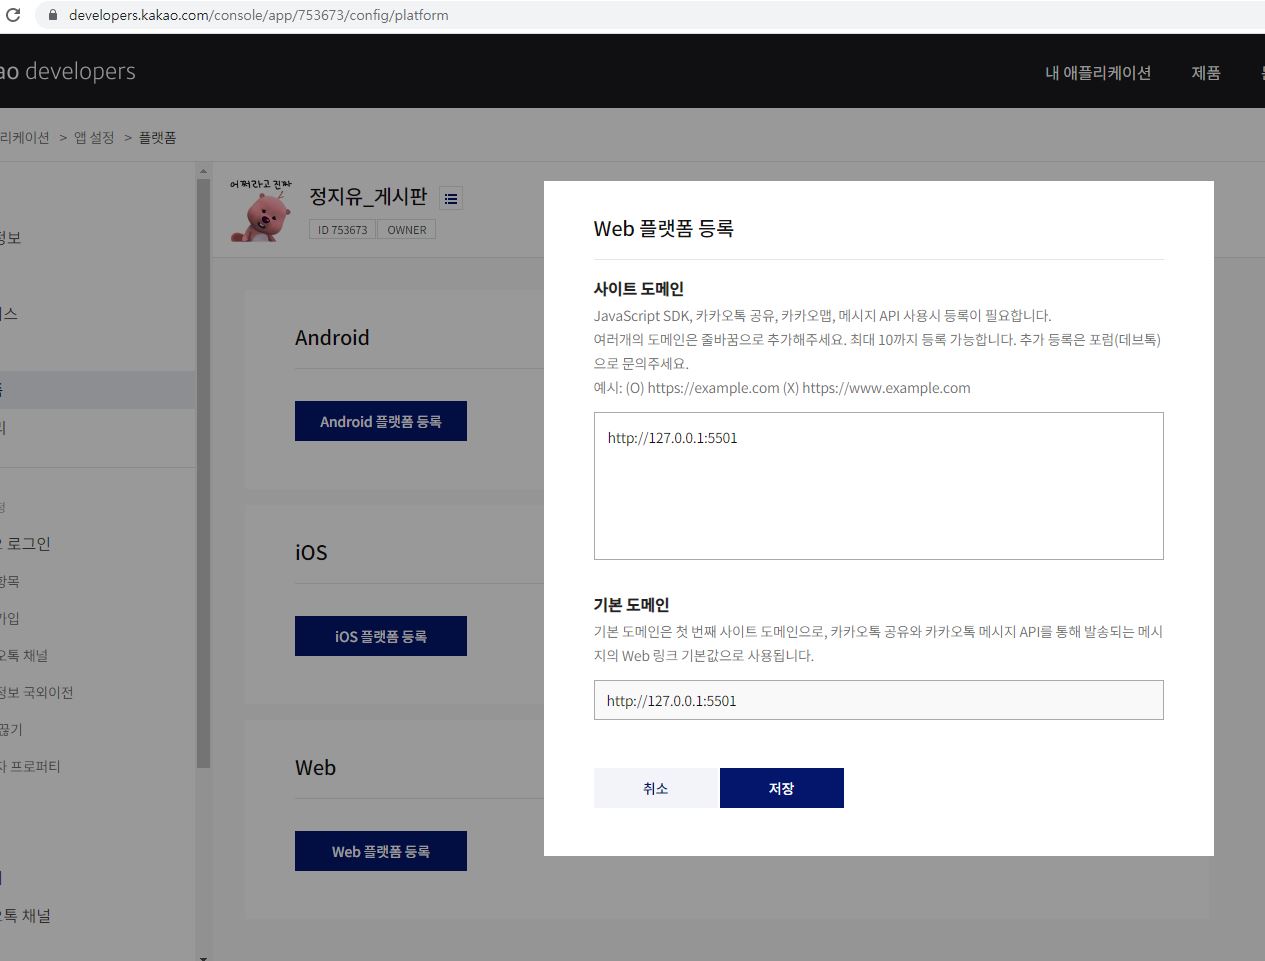 developers.kakao.com/console/app/753673/config/platform
developers
내 애플리케이션
제품
리케이션 > 앱 설정 > 플랫폼
어쩌라고 진짜
정지유_게시판
ID 753673
OWNER
정보
스
리
로그인
항목
가입
오톡 채널
정보 국외이전
끊기
자 프로퍼티
톡 채널
Android
Android 플랫폼 등록
iOS
iOS 플랫폼 등록
Web
Web 플랫폼 등록
Web 플랫폼 등록
사이트 도메인
JavaScript SDK, 카카오톡 공유, 카카오맵, 메시지 API 사용시 등록이 필요합니다.
여러개의 도메인은 줄바꿈으로 추가해주세요. 최대 10까지 등록 가능합니다. 추가 등록은 포럼(데브톡)
으로 문의주세요.
예시: (O) https://example.com (X) https://www.example.com
http://127.0.0.1:5501
기본 도메인
기본 도메인은 첫 번째 사이트 도메인으로, 카카오톡 공유와 카카오톡 메시지 API를 통해 발송되는 메시
지의 Web 링크 기본값으로 사용됩니다.
http://127.0.0.1:5501
취소
저장